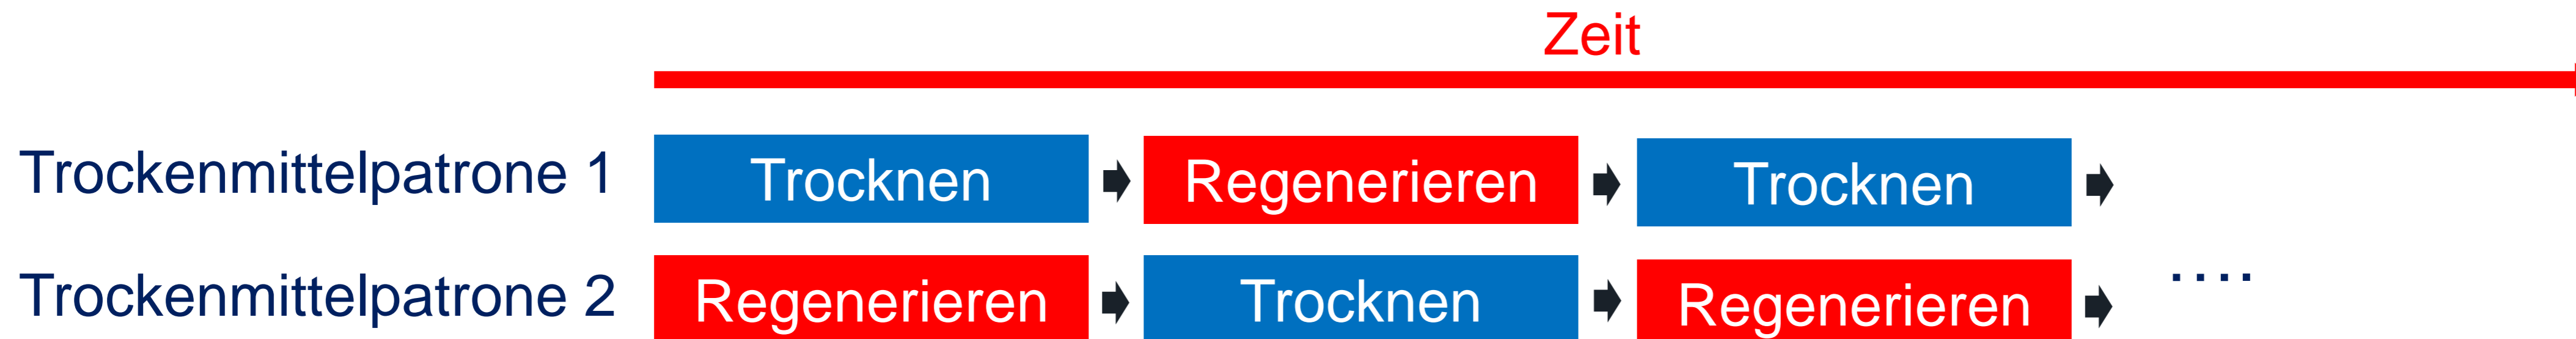 Zeit
Trockenmittelpatrone 1 Trocknen Regenerieren Trocknen
Trockenmittelpatrone 2 Regenerieren Trocknen Regenerieren ....